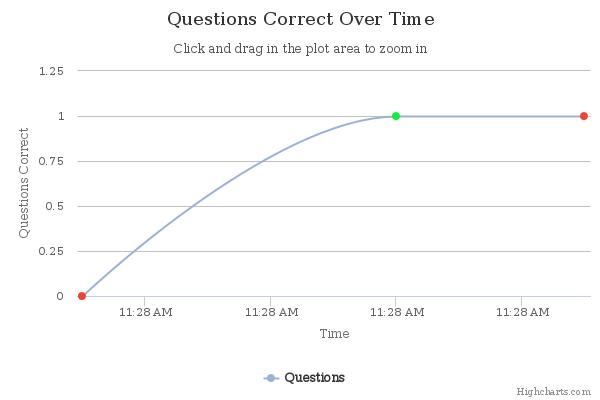 Questions Correct Over Time
Click and drag in the plot area to zoom in
1.25
1
0.75
0.5
0.25
0
Questions Correct
11:28 AM 11:28 AM 11:28 AM 11:28 AM
Time
Questions
Highcharts.com